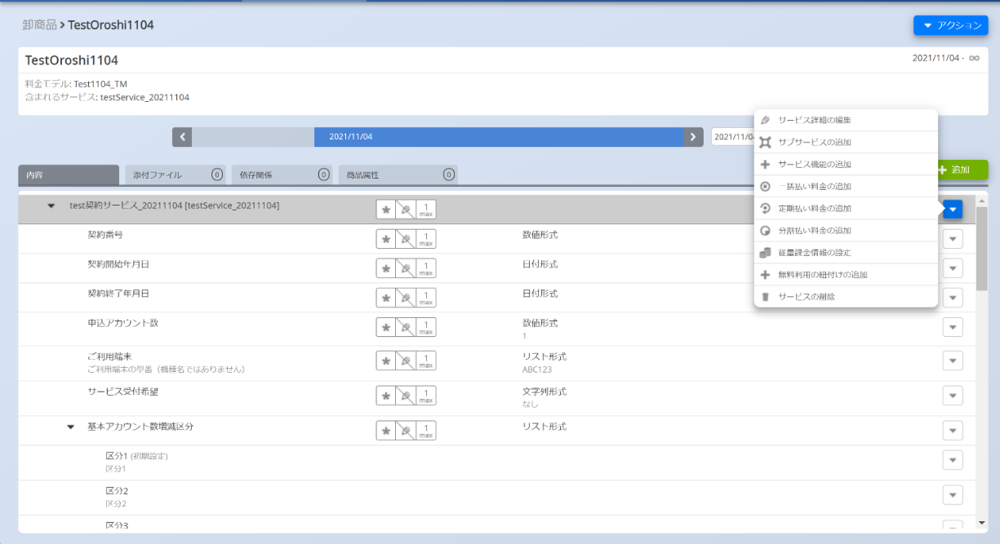 卸商品 > TestOroshi1104
アクション
TestOroshi1104
2021/11/04 - ∞
料金モデル: Test1104_TM
含まれるサービス: testService_20211104
2021/11/04
2021/11/04
内容
添付ファイル 0
依存関係 0
商品属性 0
追加
サービス詳細の編集
サブサービスの追加
サービス機能の追加
一括払い料金の追加
定期払い料金の追加
分割払い料金の追加
従量課金情報の設定
無料利用の紐付けの追加
サービスの削除
test契約サービス_20211104 [testService_20211104] * 1 max
契約番号 * 1 max 数値形式
契約開始年月日 * 1 max 日付形式
契約終了年月日 * 1 max 日付形式
申込アカウント数 * 1 max 数値形式
1
ご利用端末 * 1 max リスト形式
ご利用端末の型番（機種名ではありません） ABC123
サービス受付希望 * 1 max 文字列形式
なし
基本アカウント数増減区分 * 1 max リスト形式
区分1 (初期設定)
区分1
区分2
区分2
区分3